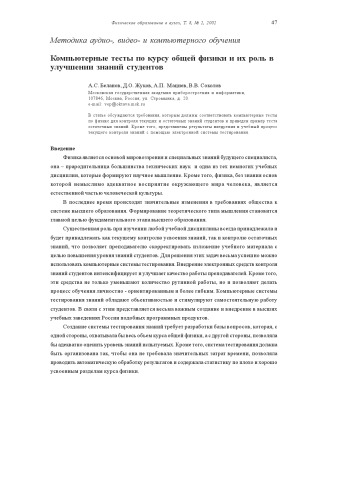 Физическое образование в вузах, Т. 8, № 2, 2002 47
Методика аудио-, видео- и компьютерного обучения
Компьютерные тесты по курсу общей физики и их роль в
улучшении знаний студентов
А.С. Беланов, Д.О. Жуков, А.П. Мацнев, В.В. Соколов
Московская государственная академия приборостроения и информатики,
107846, Москва, Россия, ул. Стромынка, д. 20
В статье обсуждаются требования, которым должны соответствовать компьютерные тесты
по физике для контроля текущих и остаточных знаний студентов и приведен пример теста
остаточных знаний. Кроме того, представлены результаты внедрения в учебный процесс
текущего контроля знаний с помощью электронной системы тестирования
Введение
Физика является основой мировоззрения и специальных знаний будущего специалиста,
она – прародительница большинства технических наук и одна из тех немногих учебных
дисциплин, которые формируют научное мышление. Кроме того, физика, без знания основ
которой немыслимо адекватное восприятие окружающего мира человека, является
естественной частью человеческой культуры.
В последнее время происходят значительные изменения в требованиях общества к
системе высшего образования. Формирование теоретического типа мышления становится
главной целью фундаментального этапа высшего образования.
Существенная роль при изучении любой учебной дисциплины всегда принадлежала и
будет принадлежать как текущему контролю усвоения знаний, так и контролю остаточных
знаний, что позволяет преподавателю скорректировать изложение учебного материала с
целью повышения уровня знаний студентов. Для решения этих задач весьма успешно можно
использовать компьютерные системы тестирования. Внедрение электронных средств контроля
знаний студентов интенсифицирует и улучшает качество работы преподавателей. Кроме того,
эти средства не только уменьшают количество рутинной работы, но и позволяют делать
процесс обучения личностно - ориентированным и более гибким. Компьютерные системы
тестирования знаний обладают объективностью и стимулируют самостоятельную работу
студентов. В связи с этим представляется весьма важным создание и внедрение в высших
учебных заведениях России подобных программных продуктов.
Создание системы тестирования знаний требует разработки базы вопросов, которая, с
одной стороны, охватывала бы весь объем курса общей физики, а с другой стороны, позволяла
бы адекватно оценить уровень знаний испытуемых. Кроме того, система тестирования должна
быть организована так, чтобы она не требовала значительных затрат времени, позволяла
проводить автоматическую обработку результатов и содержала статистику по плохо и хорошо
усвоенным разделам курса физики.